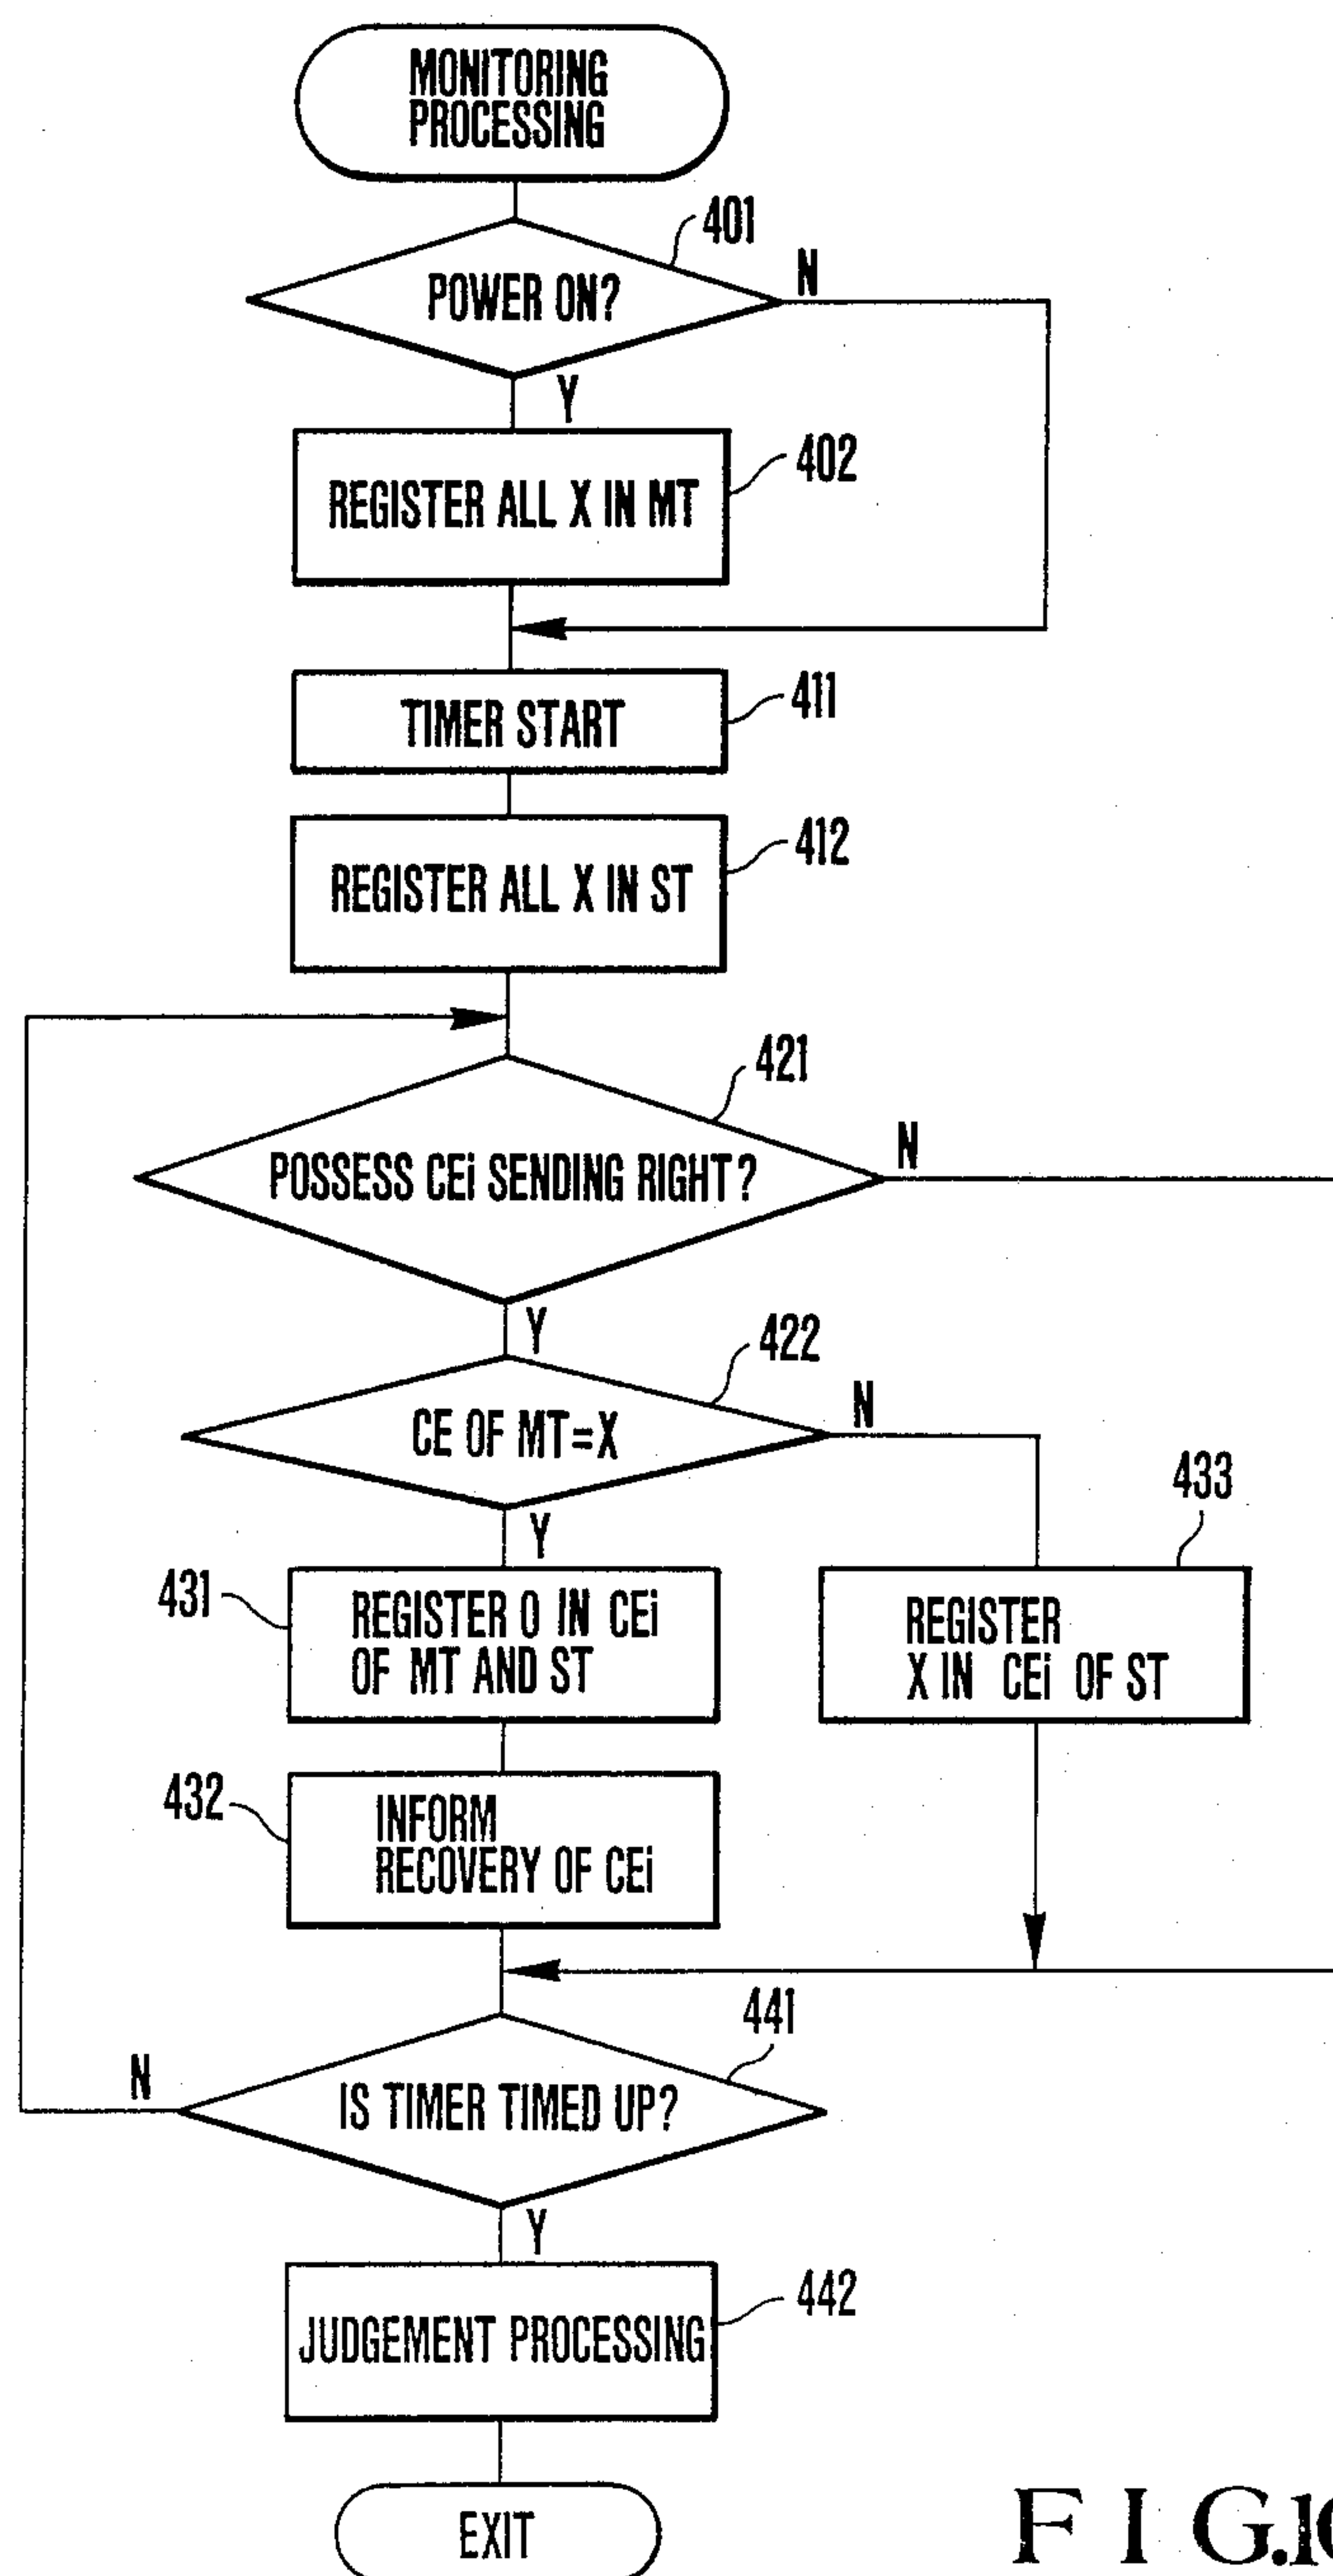 MONITORING
PROCESSING
401
POWER ON?
N
Y
402
REGISTER ALL X IN MT
411
TIMER START
412
REGISTER ALL X IN ST
421
POSSESS CEi SENDING RIGHT?
N
Y
422
CE OF MT=X
N
433
Y
431
REGISTER 0 IN CEi
OF MT AND ST
REGISTER
X IN CEi OF ST
432
INFORM
RECOVERY OF CEi
441
N
IS TIMER TIMED UP?
Y
442
JUDGEMENT PROCESSING
EXIT
FIG.